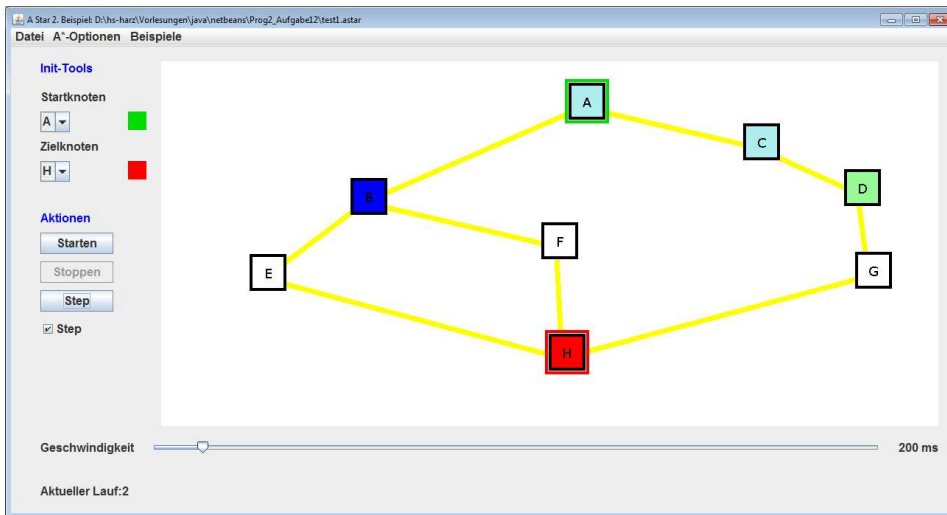 A Star 2. Beispiel: D:\hs-harz\Vorlesungen\java\netbeans\Prog2_Aufgabe12\test1.astar
Datei A*-Optionen Beispiele
Init-Tools
Startknoten
A
Zielknoten
H
Aktionen
Starten
Stoppen
Step
Step
A
C
B
D
F
E
G
H
Geschwindigkeit 200 ms
Aktueller Lauf:2